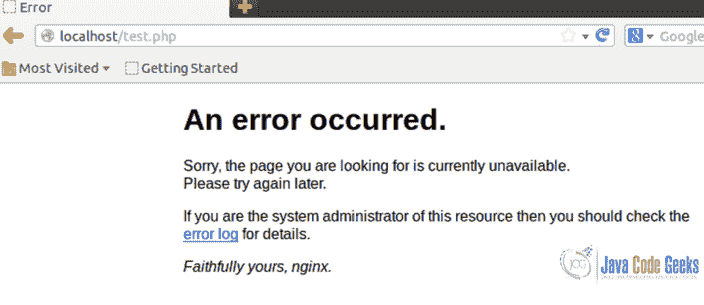 Error
localhost/test.php
Google
Most Visited
Getting Started
An error occurred.
Sorry, the page you are looking for is currently unavailable.
Please try again later.
If you are the system administrator of this resource then you should check the
error log for details.
Faithfully yours, nginx.
Java Code Geeks